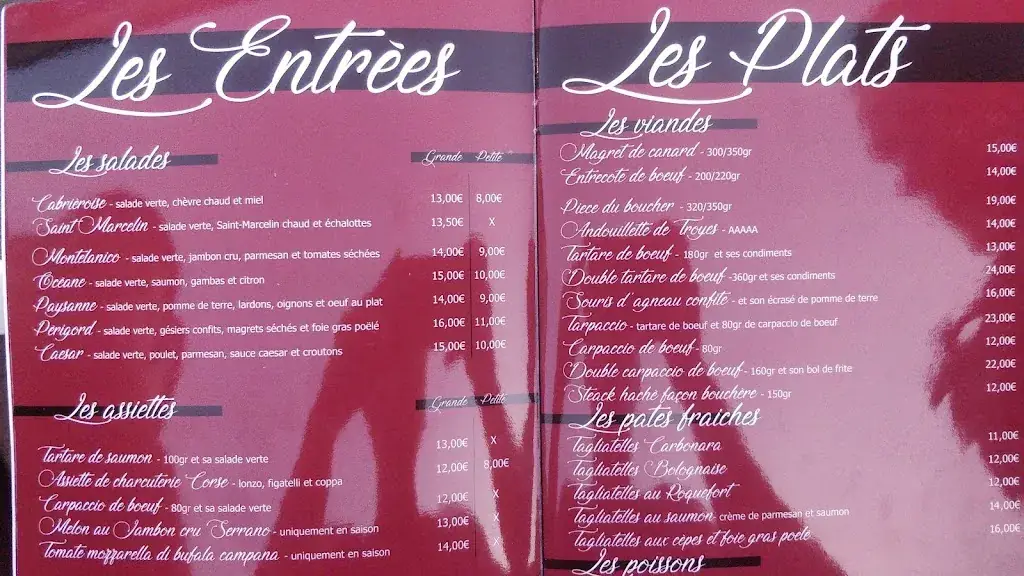 Les Entrèes
Les salades Grande Petite
Cabrieroise - salade verte, chèvre chaud et miel 13,00€ 8,00€
Saint Marcelin - salade verte, Saint-Marcelin chaud et échalottes 13,50€ X
Montelanico - salade verte, jambon cru, parmesan et tomates séchées 14,00€ 9,00€
Océane - salade verte, saumon, gambas et citron 15,00€ 10,00€
Paysanne - salade verte, pomme de terre, lardons, oignons et oeuf au plat 14,00€ 9,00€
Perigord - salade verte, gésiers confits, magrets séchés et foie gras poëlé 16,00€ 11,00€
Caesar - salade verte, poulet, parmesan, sauce caesar et croutons 15,00€ 10,00€
Les assiettes Grande Petite
Tartare de saumon - 100gr et sa salade verte 13,00€ X
Assiette de charcuterie Corse - lonzo, figatelli et coppa 12,00€ 8,00€
Carpaccio de boeuf - 80gr et sa salade verte 12,00€ X
Melon au Jambon cru Serrano - uniquement en saison 13,00€ X
Tomate mozzarella di bufala campana - uniquement en saison 14,00€ X
Les Plats
Les viandes
Magret de canard - 300/350gr 15,00€
Entrecote de boeuf - 200/220gr 14,00€
Piece du boucher - 320/350gr 19,00€
Andouillette de Troyes - AAAAA 14,00€
Tartare de boeuf - 180gr et ses condiments 13,00€
Double tartare de boeuf -360gr et ses condiments 24,00€
Souris d'agneau confite - et son écrasé de pomme de terre 16,00€
Tarpaccio - tartare de boeuf et 80gr de carpaccio de boeuf 23,00€
Carpaccio de boeuf - 80gr 12,00€
Double carpaccio de boeuf - 160gr et son bol de frite 22,00€
Steack haché façon bouchère - 150gr 12,00€
Les pates fraiches
Tagliatelles Carbonara 11,00€
Tagliatelles Bolognaise 12,00€
Tagliatelles au Roquefort 12,00€
Tagliatelles au saumon crème de parmesan et saumon 14,00€
Tagliatelles aux cèpes et foie gras poelé 16,00€
Les poissons